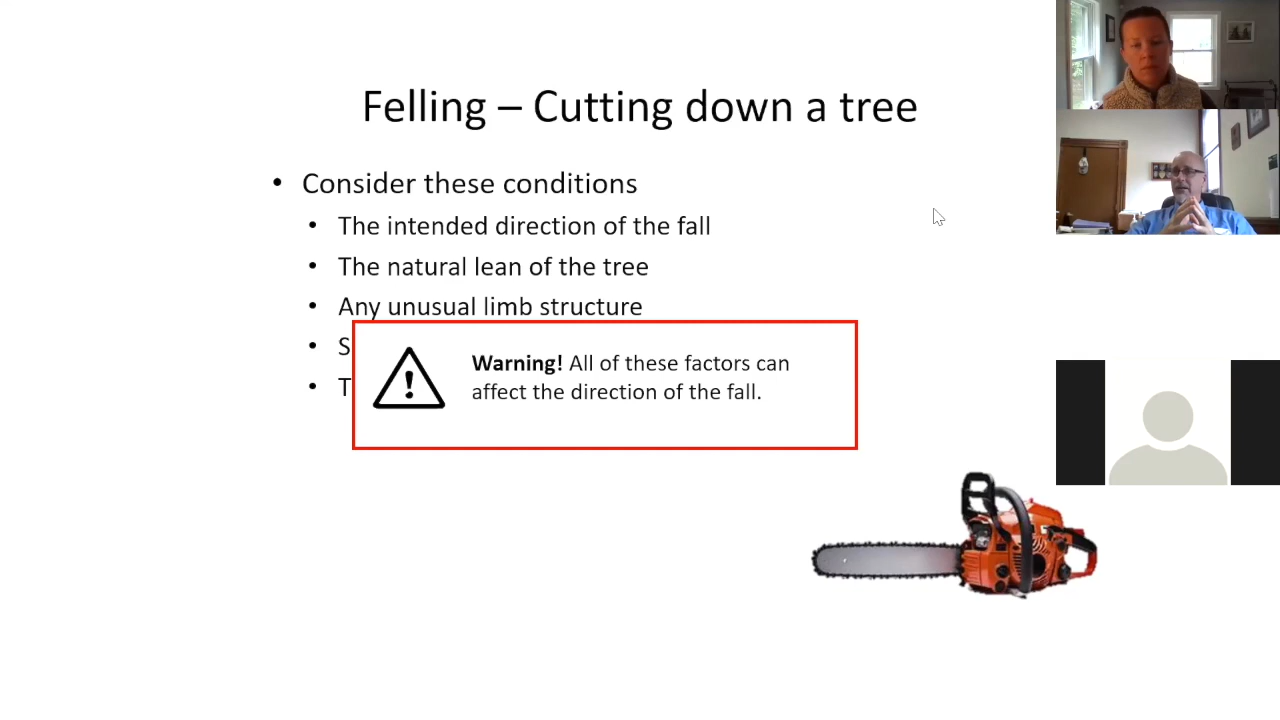 Felling – Cutting down a tree
• Consider these conditions
• The intended direction of the fall
• The natural lean of the tree
• Any unusual limb structure
Warning! All of these factors can
affect the direction of the fall.